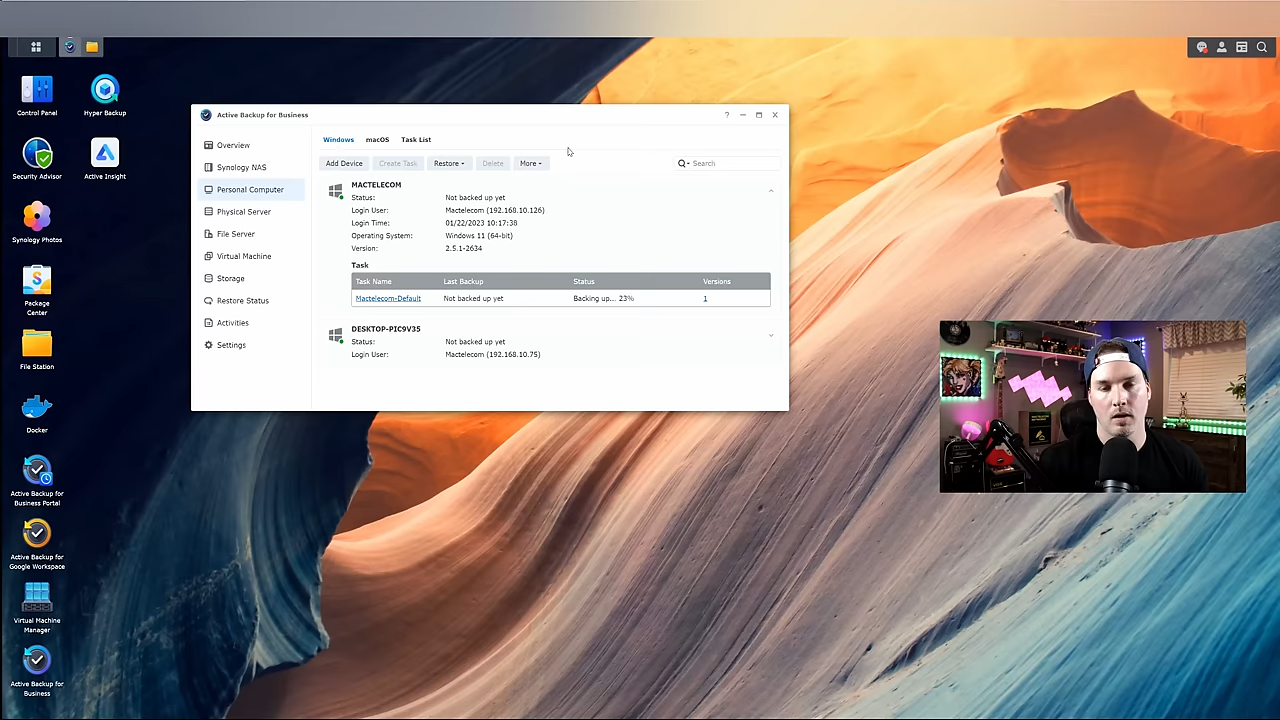 Control Panel
Hyper Backup
Security Advisor
Active Insight
Synology Photos
Package
Center
File Station
Docker
Active Backup for
Business Portal
Active Backup for
Google Workspace
Virtual Machine
Manager
Active Backup for
Business
Active Backup for Business
?
Overview
Synology NAS
Personal Computer
Physical Server
File Server
Virtual Machine
Storage
Restore Status
Activities
Settings
Windows macOS Task List
Add Device Create Task Restore Delete More Search
MACTELECOM
Status: Not backed up yet
Login User: Mactelecom (192.168.10.126)
Login Time: 01/22/2023 10:17:38
Operating System: Windows 11 (64-bit)
Version: 2.5.1-2634
Task
Task Name Last Backup Status Versions
Mactelecom-Default Not backed up yet Backing up... 23% 1
DESKTOP-PIC9V35
Status: Not backed up yet
Login User: Mactelecom (192.168.10.75)